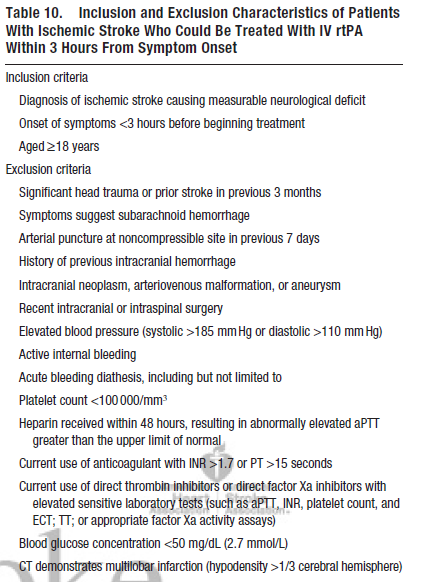 Table 10. Inclusion and Exclusion Characteristics of Patients
With Ischemic Stroke Who Could Be Treated With IV rtPA
Within 3 Hours From Symptom Onset
Inclusion criteria
Diagnosis of ischemic stroke causing measurable neurological deficit
Onset of symptoms <3 hours before beginning treatment
Aged ≥18 years
Exclusion criteria
Significant head trauma or prior stroke in previous 3 months
Symptoms suggest subarachnoid hemorrhage
Arterial puncture at noncompressible site in previous 7 days
History of previous intracranial hemorrhage
Intracranial neoplasm, arteriovenous malformation, or aneurysm
Recent intracranial or intraspinal surgery
Elevated blood pressure (systolic >185 mm Hg or diastolic >110 mm Hg)
Active internal bleeding
Acute bleeding diathesis, including but not limited to
Platelet count <100 000/mm³
Heparin received within 48 hours, resulting in abnormally elevated aPTT
greater than the upper limit of normal
Current use of anticoagulant with INR >1.7 or PT >15 seconds
Current use of direct thrombin inhibitors or direct factor Xa inhibitors with
elevated sensitive laboratory tests (such as aPTT, INR, platelet count, and
ECT; TT; or appropriate factor Xa activity assays)
Blood glucose concentration <50 mg/dL (2.7 mmol/L)
CT demonstrates multilobar infarction (hypodensity >1/3 cerebral hemisphere)